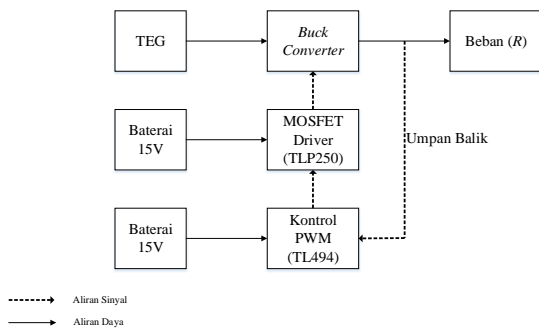 TEG
Buck
Converter
Beban (R)
Baterai
15V
MOSFET
Driver
(TLP250)
Umpan Balik
Baterai
15V
Kontrol
PWM
(TL494)
Aliran Sinyal
Aliran Daya